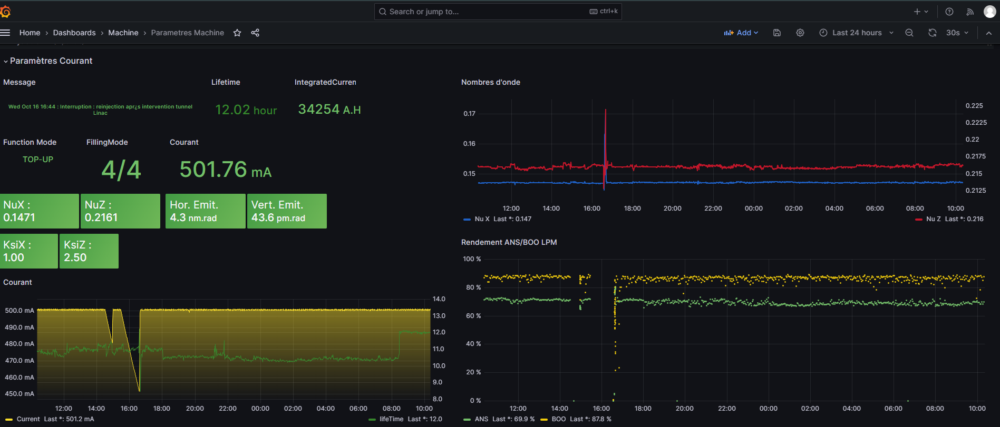 Search or jump to...
ctrl+k
Home › Dashboards › Machine › Parametres Machine
Add
Last 24 hours
30s
Paramètres Courant
Message
Lifetime
IntegratedCurren
Wed Oct 16 16:44 : Interruption : reinjection apr¿s intervention tunnel
Linac
12.02 hour
34254 A.H
Function Mode
FillingMode
Courant
TOP-UP
4/4
501.76 mA
NuX :
0.1471
NuZ :
0.2161
Hor. Emit.
4.3 nm.rad
Vert. Emit.
43.6 pm.rad
KsiX :
1.00
KsiZ :
2.50
Courant
500.0 mA
490.0 mA
480.0 mA
470.0 mA
460.0 mA
450.0 mA
14.0
13.0
12.0
11.0
10.0
9.0
8.0
12:00 14:00 16:00 18:00 20:00 22:00 00:00 02:00 04:00 06:00 08:00 10:00
Current Last *: 501.2 mA
lifeTime Last *: 12.0
Nombres d'onde
0.17
0.16
0.15
0.225
0.2225
0.22
0.2175
0.215
0.2125
12:00 14:00 16:00 18:00 20:00 22:00 00:00 02:00 04:00 06:00 08:00 10:00
Nu X Last *: 0.147
Nu Z Last *: 0.216
Rendement ANS/BOO LPM
100 %
80 %
60 %
40 %
20 %
0 %
12:00 14:00 16:00 18:00 20:00 22:00 00:00 02:00 04:00 06:00 08:00 10:00
ANS Last *: 69.9 % BOO Last *: 87.8 %